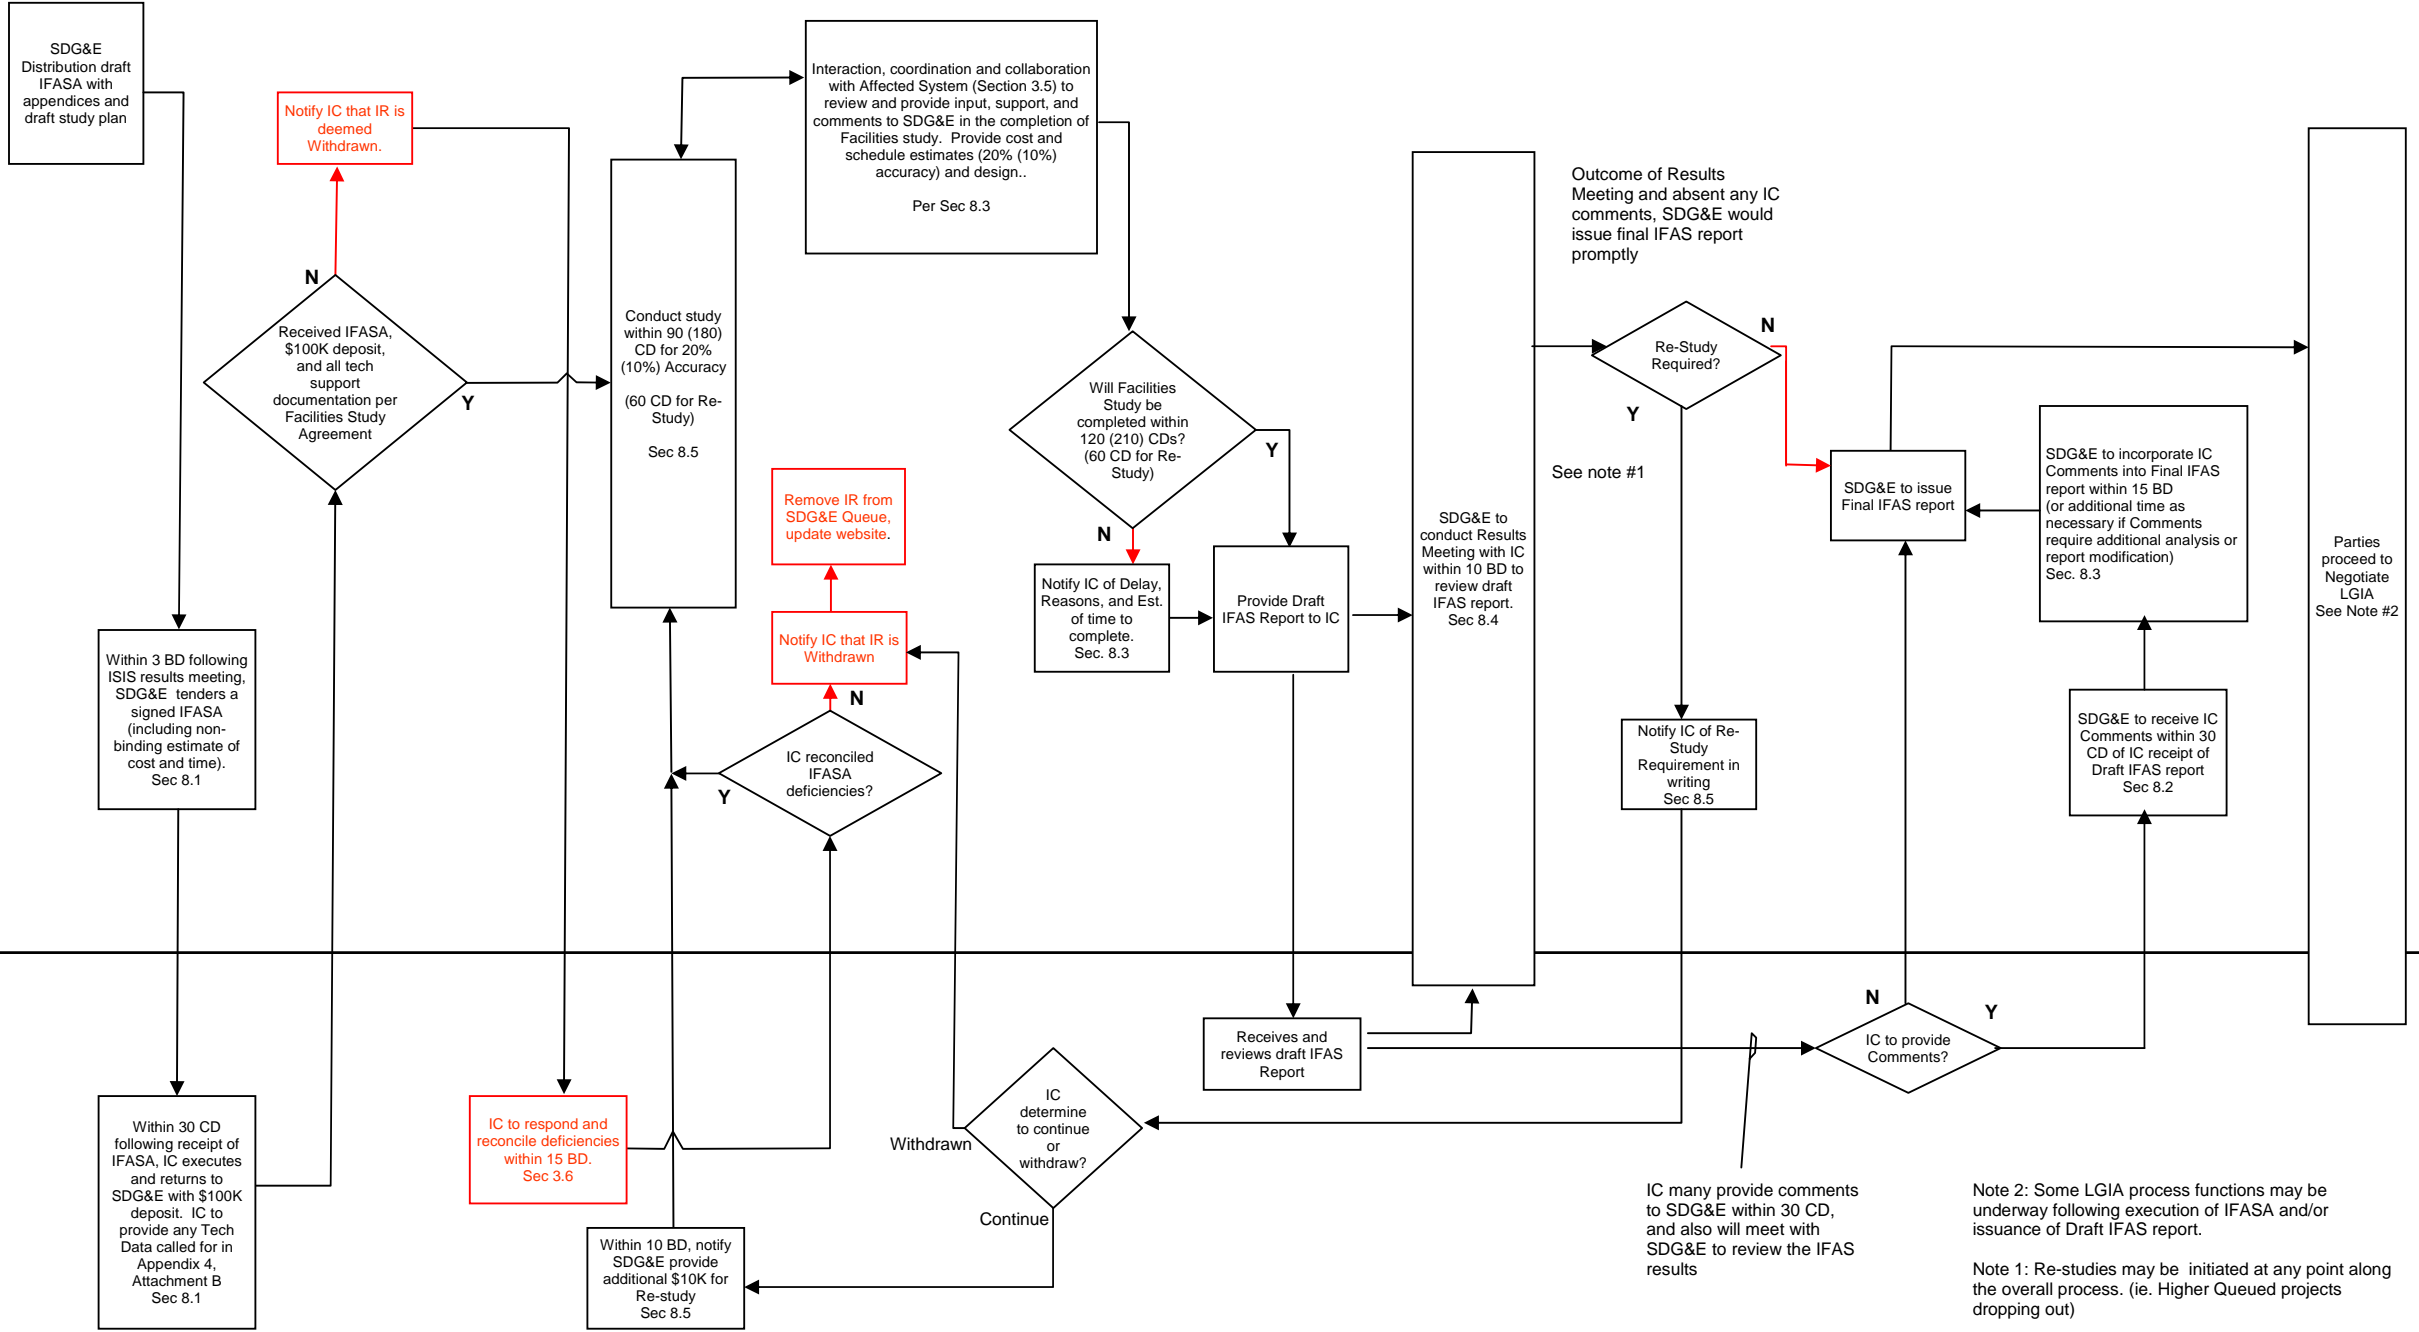 SDG&E
Distribution draft
IFASA with
appendices and
draft study plan
Notify IC that IR is
deemed
Withdrawn.
N
Received IFASA,
$100K deposit,
and all tech
support
documentation per
Facilities Study
Agreement
Y
Within 3 BD following
ISIS results meeting,
SDG&E  tenders a
signed IFASA
(including non-
binding estimate of
cost and time).
Sec 8.1
Within 30 CD
following receipt of
IFASA, IC executes
and returns to
SDG&E with $100K
deposit.  IC to
provide any Tech
Data called for in
Appendix 4,
Attachment B
Sec 8.1
Conduct study
within 90 (180)
CD for 20%
(10%) Accuracy
(60 CD for Re-
Study)
Sec 8.5
Interaction, coordination and collaboration
with Affected System (Section 3.5) to
review and provide input, support, and
comments to SDG&E in the completion of
Facilities study.  Provide cost and
schedule estimates (20% (10%)
accuracy) and design..
Per Sec 8.3
Remove IR from
SDG&E Queue,
update website.
Notify IC that IR is
Withdrawn
N
IC reconciled
IFASA
deficiencies?
Y
IC to respond and
reconcile deficiencies
within 15 BD.
Sec 3.6
Within 10 BD, notify
SDG&E provide
additional $10K for
Re-study
Sec 8.5
Will Facilities
Study be
completed within
120 (210) CDs?
(60 CD for Re-
Study)
Y
N
Notify IC of Delay,
Reasons, and Est.
of time to
complete.
Sec. 8.3
Provide Draft
IFAS Report to IC
IC
determine
to continue
or
withdraw?
Withdrawn
Continue
Receives and
reviews draft IFAS
Report
SDG&E to
conduct Results
Meeting with IC
within 10 BD to
review draft
IFAS report.
Sec 8.4
Outcome of Results
Meeting and absent any IC
comments, SDG&E would
issue final IFAS report
promptly
Re-Study
Required?
N
Y
See note #1
Notify IC of Re-
Study
Requirement in
writing
Sec 8.5
SDG&E to issue
Final IFAS report
SDG&E to incorporate IC
Comments into Final IFAS
report within 15 BD
(or additional time as
necessary if Comments
require additional analysis or
report modification)
Sec. 8.3
SDG&E to receive IC
Comments within 30
CD of IC receipt of
Draft IFAS report
Sec 8.2
N
Y
IC to provide
Comments?
Parties
proceed to
Negotiate
LGIA
See Note #2
IC many provide comments
to SDG&E within 30 CD,
and also will meet with
SDG&E to review the IFAS
results
Note 2: Some LGIA process functions may be
underway following execution of IFASA and/or
issuance of Draft IFAS report.
Note 1: Re-studies may be  initiated at any point along
the overall process. (ie. Higher Queued projects
dropping out)